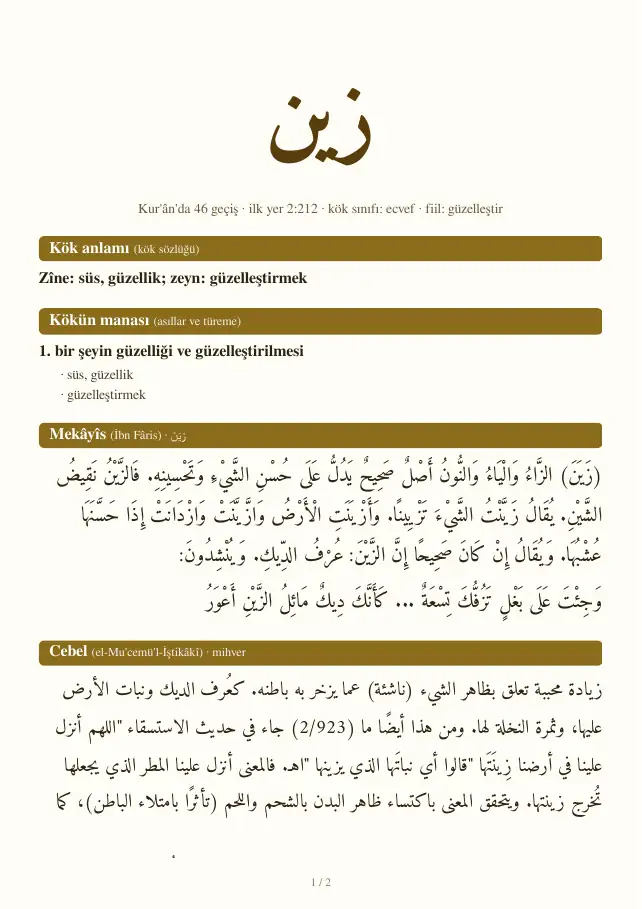 زين
Kur'ân'da 46 geçiş · ilk yer 2:212 · kök sınıfı: ecvef · fiil: güzelleştir
Kök anlamı (kök sözlüğü)
Zîne: süs, güzellik; zeyn: güzelleştirmek
Kökün manası (asıllar ve türeme)
1. bir şeyin güzelliği ve güzelleştirilmesi
· süs, güzellik
· güzelleştirmek
Mekâyîs (İbn Fâris) · زَيَنَ
(زَيَنَ) الزَّاءُ وَالْيَاءُ وَالنُّونُ أَصْلٌ صَحِيحٌ يَدُلُّ عَلَى حُسْنِ الشَّيْءِ وَتَحْسِينِهِ. فَالزَّيْنُ نَقِيضُ
الشَّيْنِ. يُقَالُ زَيَّنْتُ الشَّيْءَ تَزْيِينًا. وَأَزْيَنَتِ الْأَرْضُ وَازَّيَّنَتْ وَازْدَانَتْ إِذَا حَسَّنَهَا
عُشْبُهَا. وَيُقَالُ إِنْ كَانَ صَحِيحًا إِنَّ الزَّيْنَ: عُرْفُ الدِّيكِ. وَيُنْشِدُونَ:
وَجِئْتَ عَلَى بَغْلٍ تَزُفُّكَ تِسْعَةٌ ... كَأَنَّكَ دِيكٌ مَائِلُ الزَّيْنِ أَعْوَرُ
Cebel (el-Mu'cemü'l-İştikâkî) · mihver
زيادة محببة تعلق بظاهر الشيء (ناشئة) عما يزخر به باطنه. كعُرف الديك ونبات الأرض
عليها، وثمرة النخلة لها. ومن هذا أيضًا ما (2/923) جاء في حديث الاستسقاء "اللهم أنزل
علينا في أرضنا زِينَتَها "قالوا أي نباتَها الذي يزينها "اهـ. فالمعنى أنزل علينا المطر الذي يجعلها
تُخرج زينتها. ويتحقق المعنى باكتساء ظاهر البدن بالشحم واللحم (تأثرًا بامتلاء الباطن)، كما
1 / 2